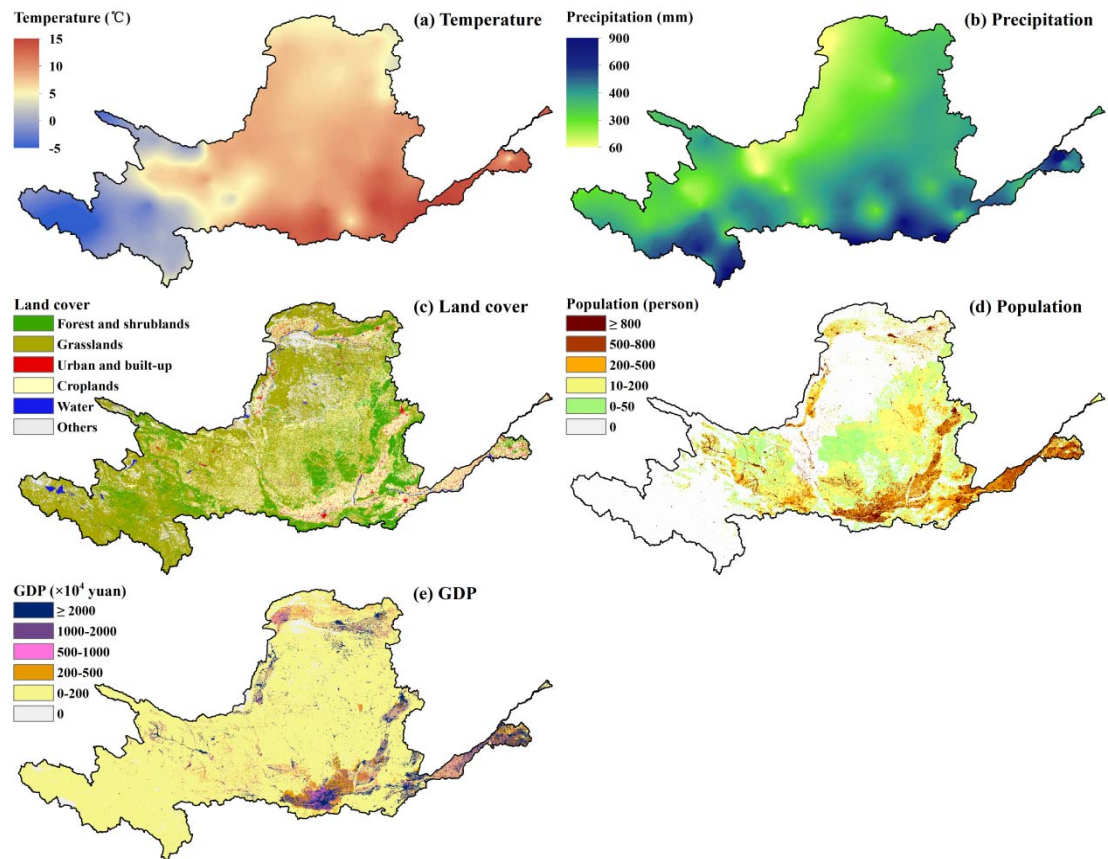 Temperature (℃)
15
10
5
0
-5
(a) Temperature
Precipitation (mm)
900
600
400
300
60
(b) Precipitation
Land cover
Forest and shrublands
Grasslands
Urban and built-up
Croplands
Water
Others
(c) Land cover
Population (person)
≥ 800
500-800
200-500
10-200
0-50
0
(d) Population
GDP (×10⁴ yuan)
≥ 2000
1000-2000
500-1000
200-500
0-200
0
(e) GDP